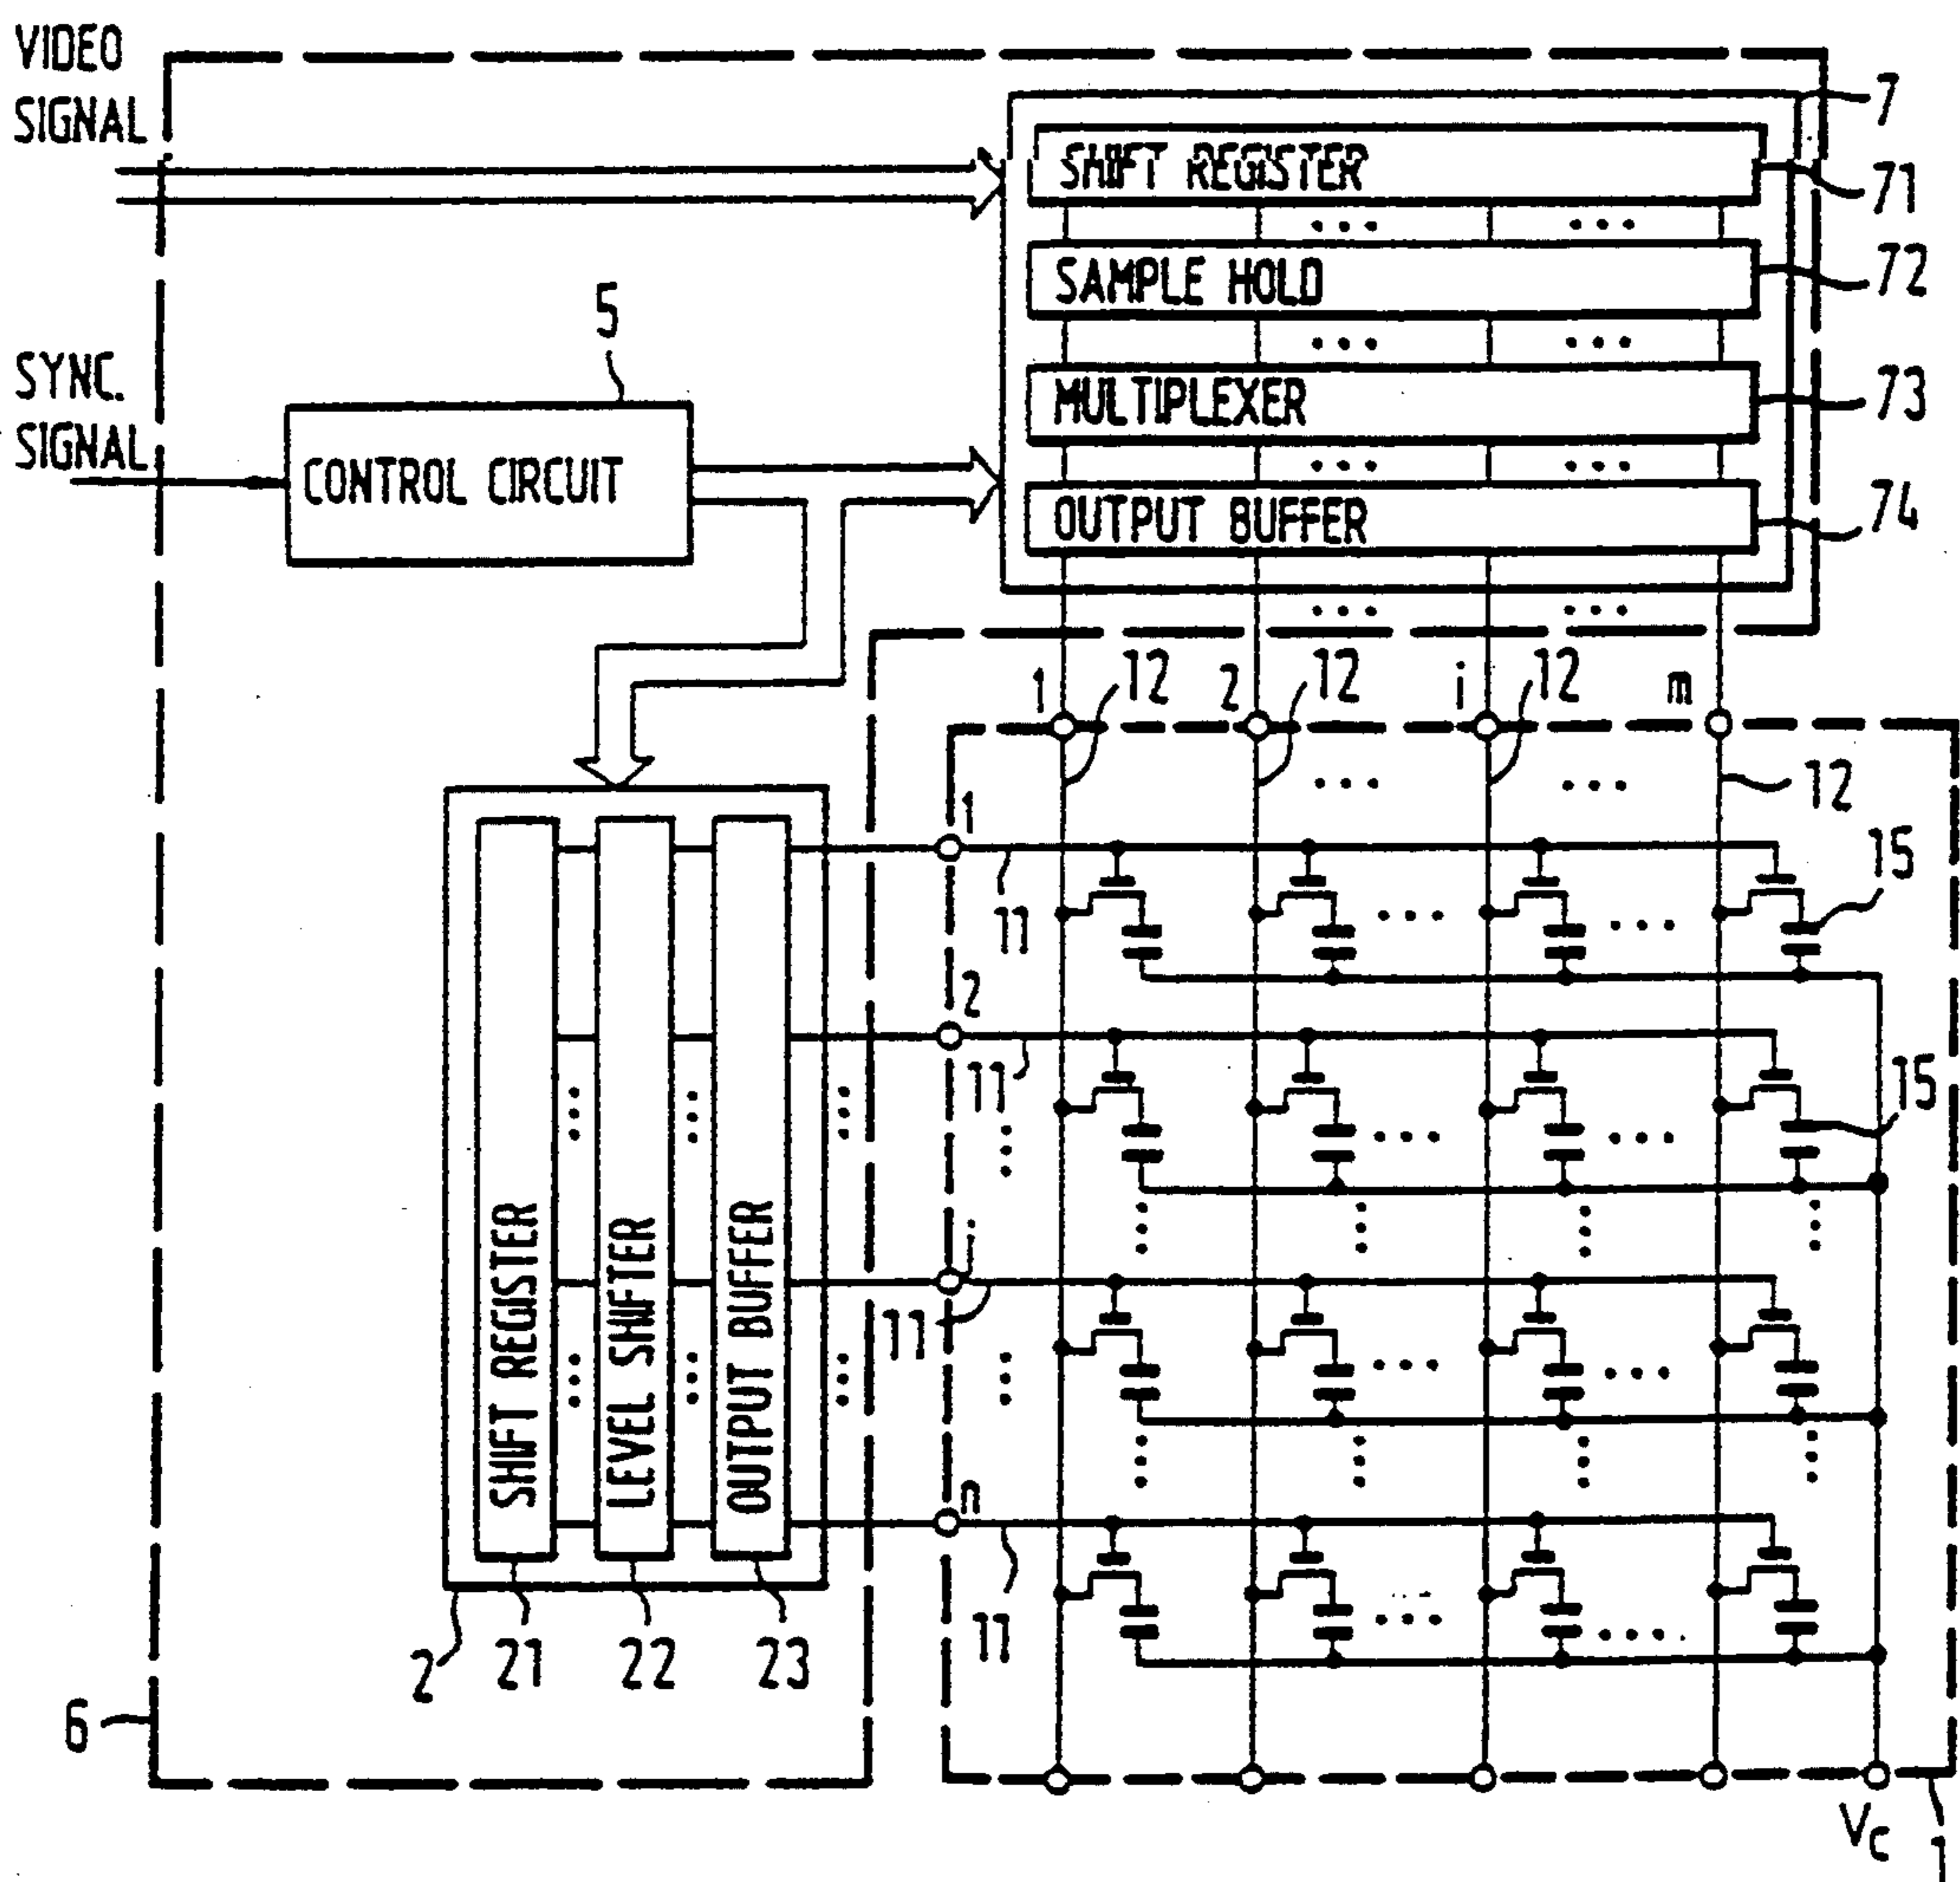 VIDEO
SIGNAL
7
SHIFT REGISTER
71
SAMPLE HOLD
72
5
SYNC.
SIGNAL
MULTIPLEXER
73
CONTROL CIRCUIT
OUTPUT BUFFER
74
1 12 2 12 i 12 m
12
1
15
11
2
11
15
SHIFT REGISTER
LEVEL SHIFTER
OUTPUT BUFFER
j
11
n
11
2 21 22 23
6
VC
1